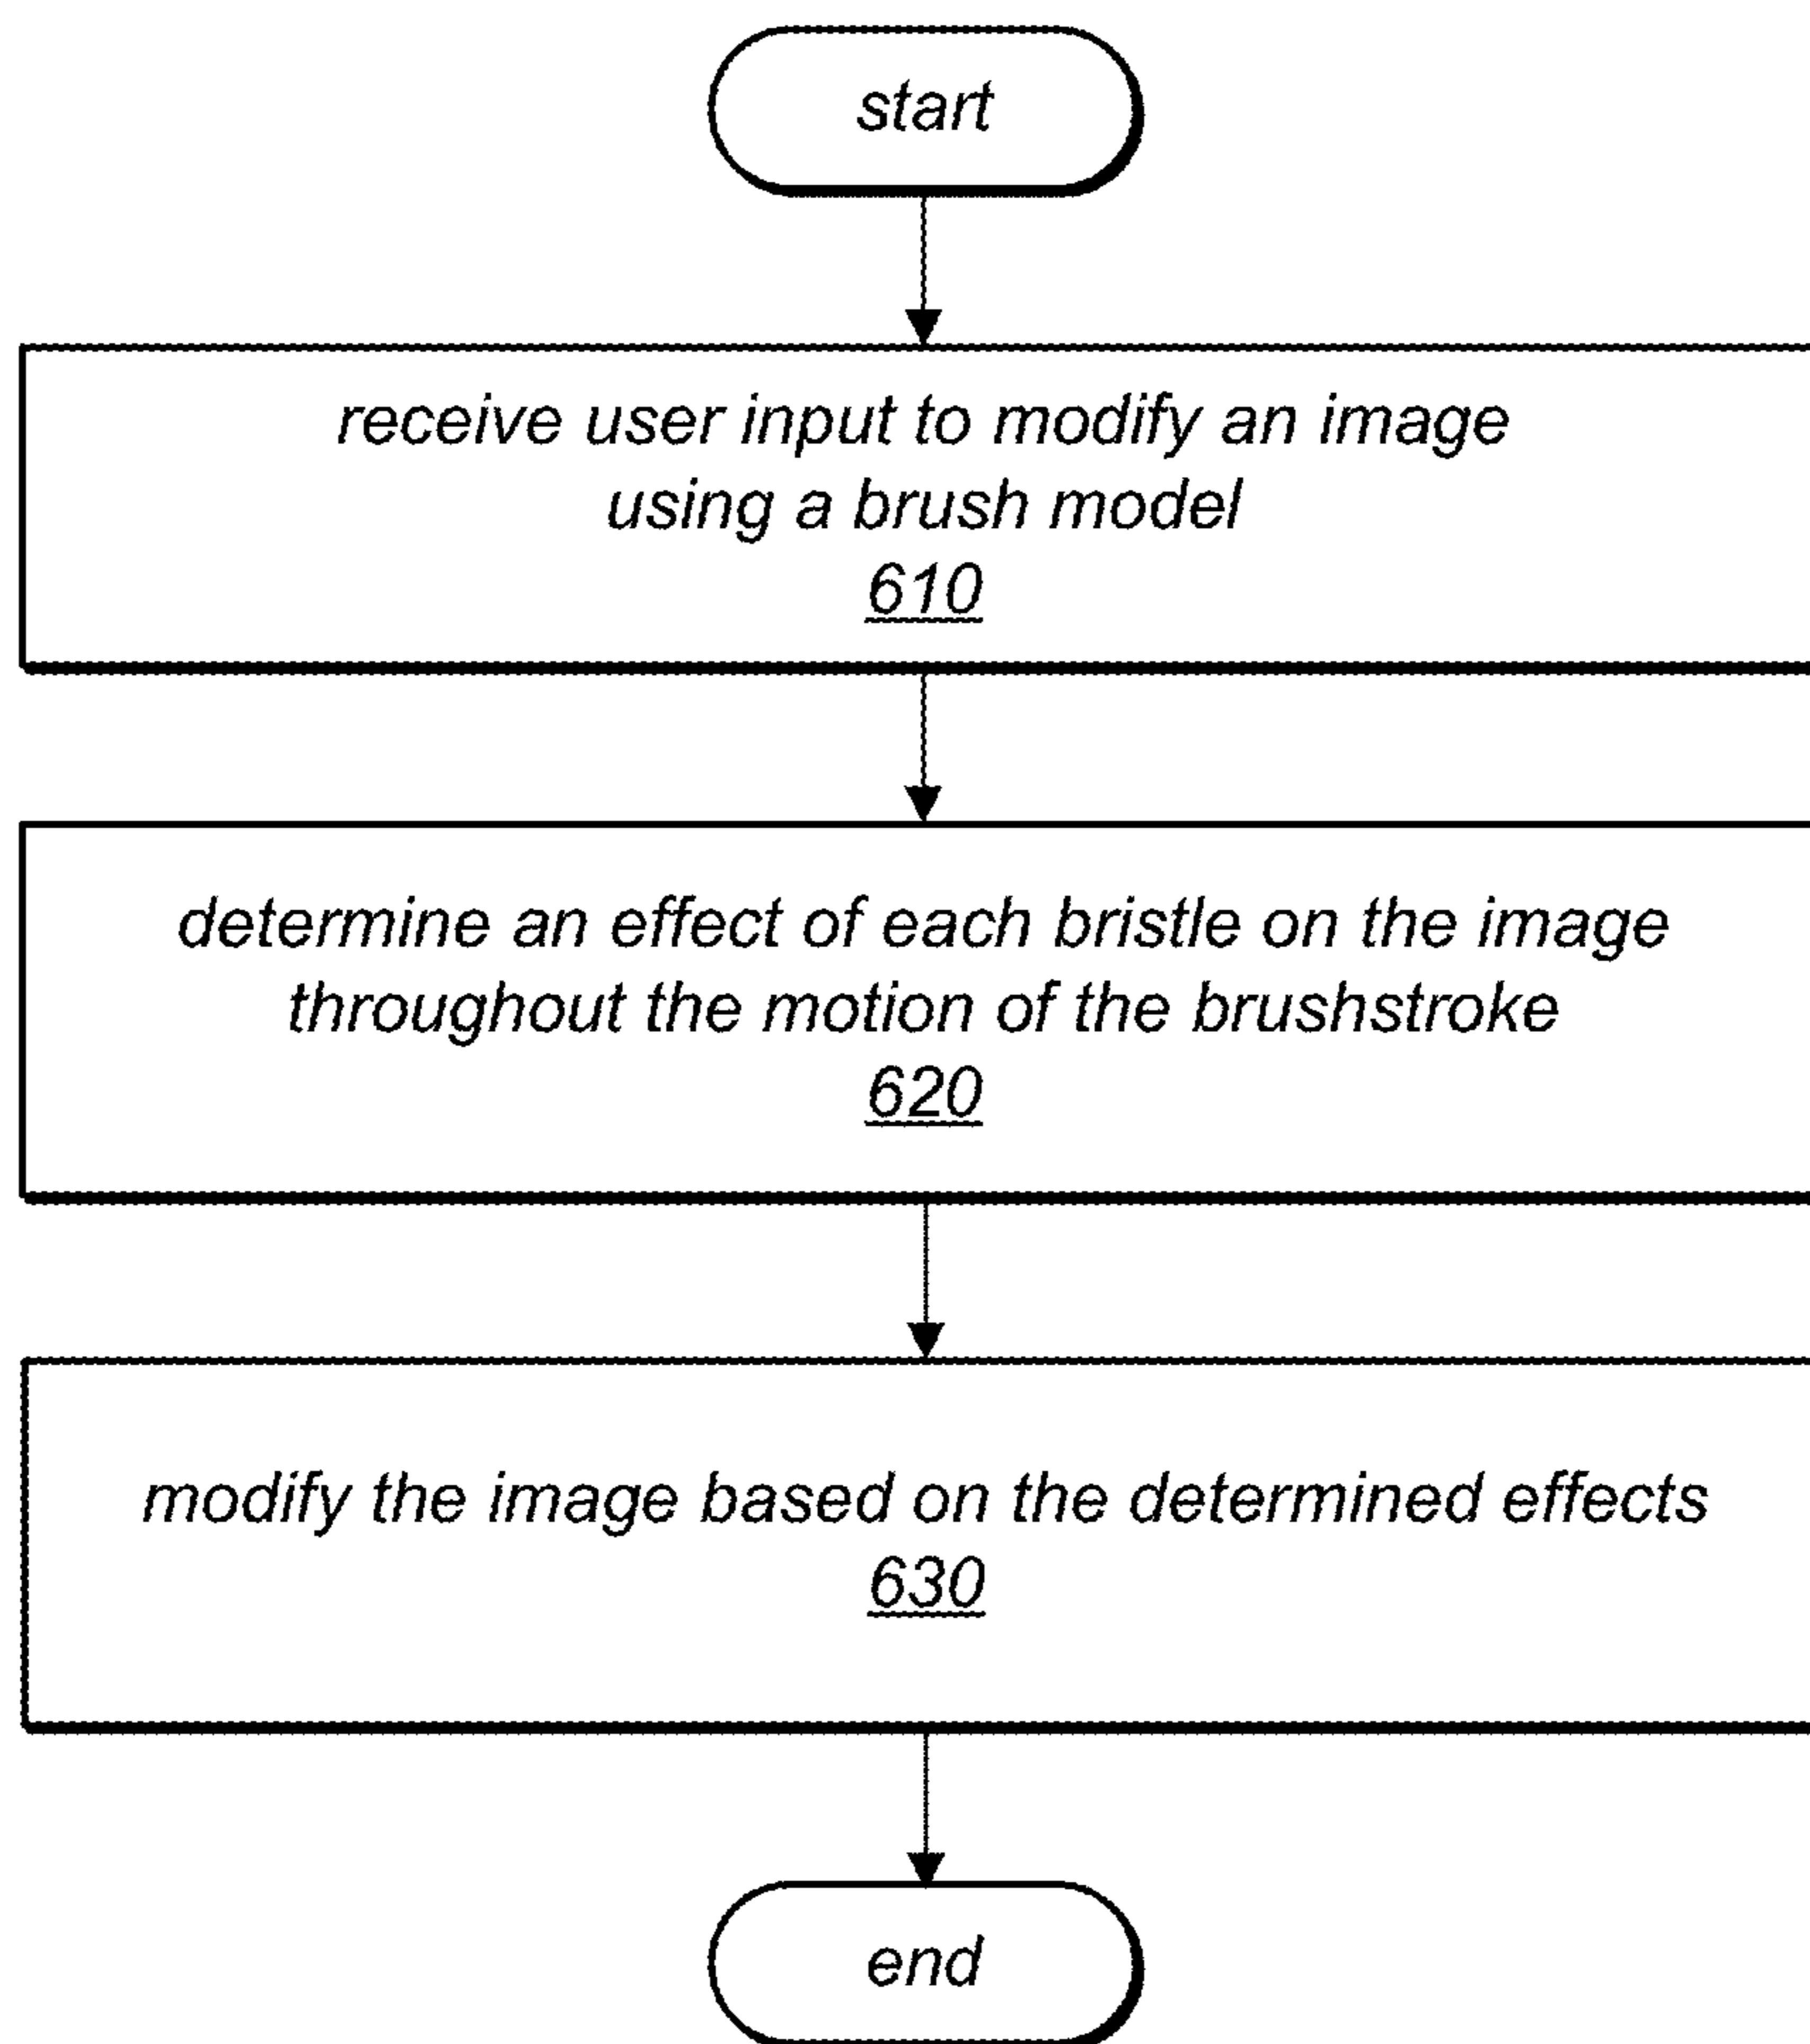 start
receive user input to modify an image
using a brush model
610
determine an effect of each bristle on the image
throughout the motion of the brushstroke
620
modify the image based on the determined effects
630
end